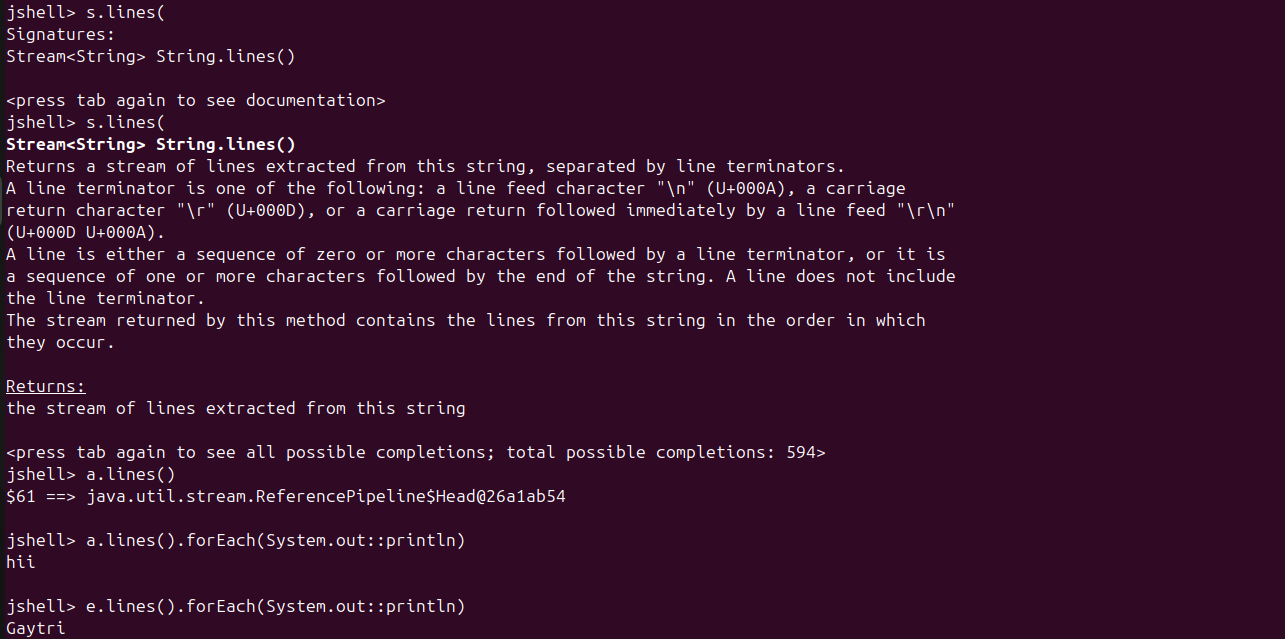 jshell> s.lines(
Signatures:
Stream<String> String.lines()
<press tab again to see documentation>
jshell> s.lines(
Stream<String> String.lines()
Returns a stream of lines extracted from this string, separated by line terminators.
A line terminator is one of the following: a line feed character "\n" (U+000A), a carriage
return character "\r" (U+000D), or a carriage return followed immediately by a line feed "\r\n"
(U+000D U+000A).
A line is either a sequence of zero or more characters followed by a line terminator, or it is
a sequence of one or more characters followed by the end of the string. A line does not include
the line terminator.
The stream returned by this method contains the lines from this string in the order in which
they occur.
Returns:
the stream of lines extracted from this string
<press tab again to see all possible completions; total possible completions: 594>
jshell> a.lines()
$61 ==> java.util.stream.ReferencePipeline$Head@26a1ab54
jshell> a.lines().forEach(System.out::println)
hii
jshell> e.lines().forEach(System.out::println)
Gaytri